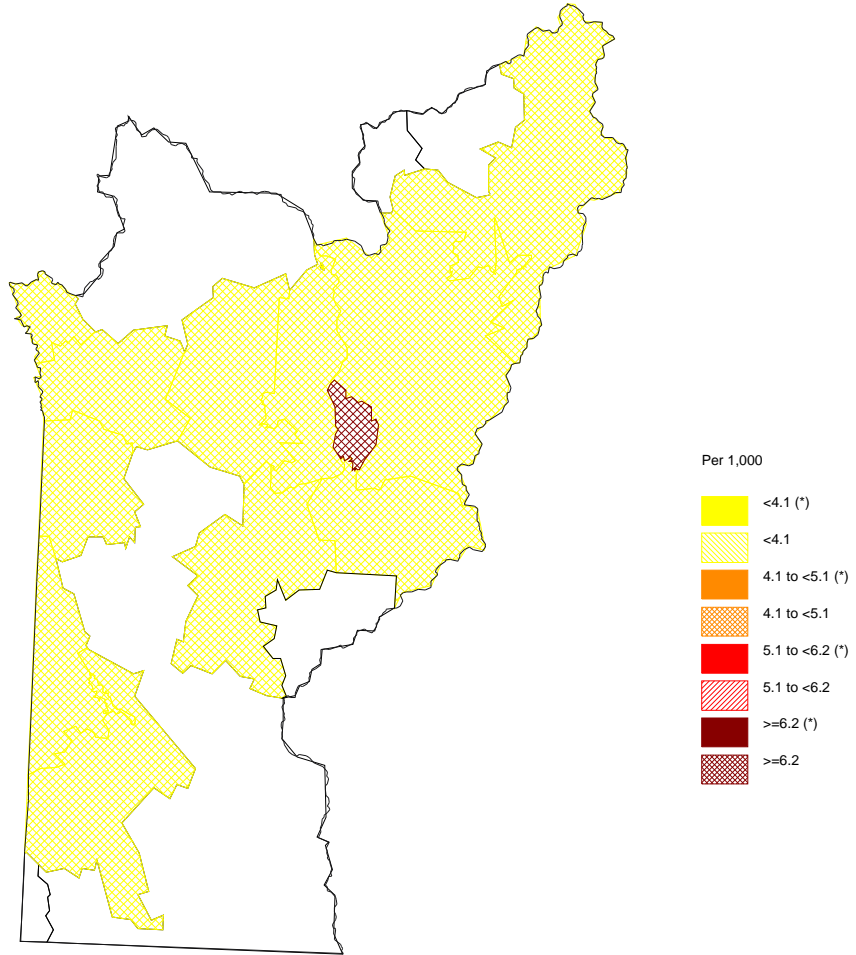 Per 1,000
<4.1 (*)
<4.1
4.1 to <5.1 (*)
4.1 to <5.1
5.1 to <6.2 (*)
5.1 to <6.2
>=6.2 (*)
>=6.2